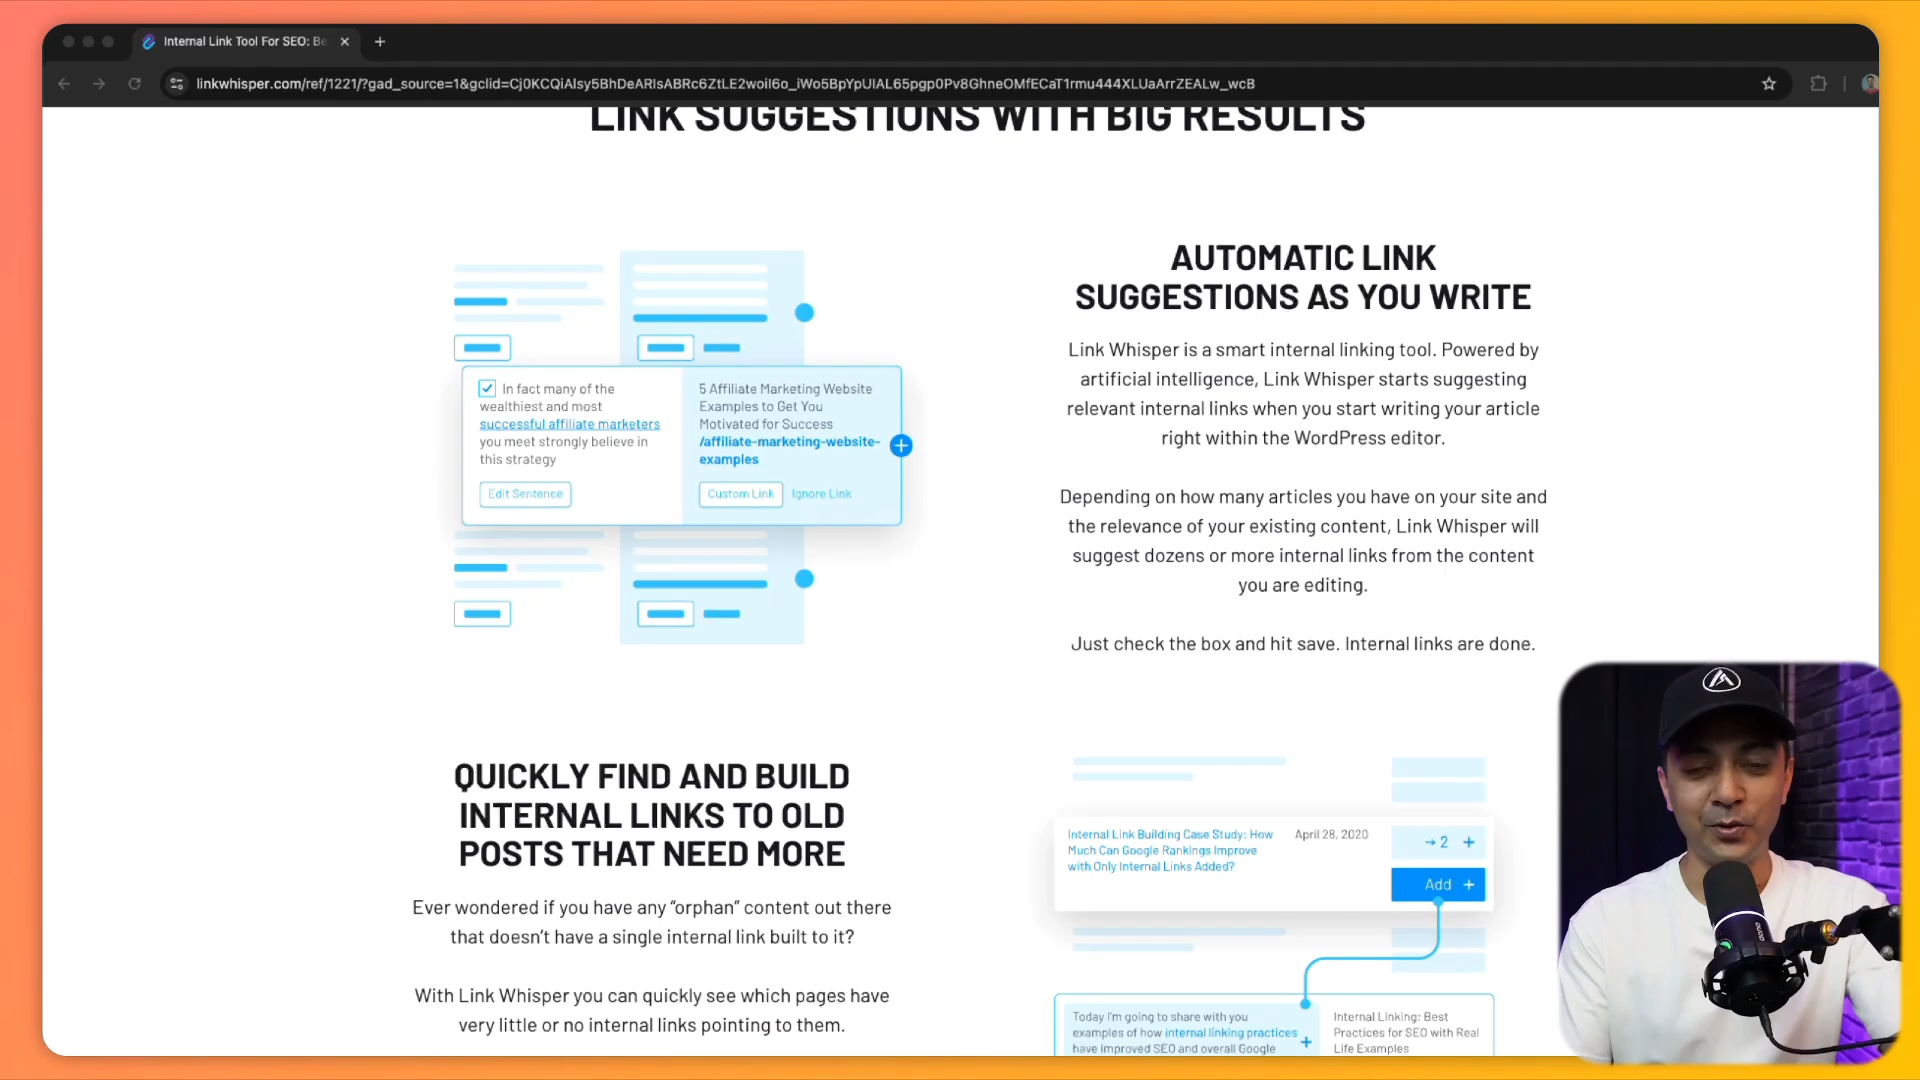 Internal Link Tool For SEO: Be
linkwhisper.com/ref/1221/?gad_source=1&gclid=Cj0KCQiAIsy5BhDeARIsABRc6ZtLE2woiI6o_iWo5BpYpUIAL65pgp0Pv8GhneOMfECaT1rmu444XLUaArrZEALw_wcB
LINK SUGGESTIONS WITH BIG RESULTS
AUTOMATIC LINK
SUGGESTIONS AS YOU WRITE
Link Whisper is a smart internal linking tool. Powered by
artificial intelligence, Link Whisper starts suggesting
relevant internal links when you start writing your article
right within the WordPress editor.
Depending on how many articles you have on your site and
the relevance of your existing content, Link Whisper will
suggest dozens or more internal links from the content
you are editing.
Just check the box and hit save. Internal links are done.
In fact many of the
wealthiest and most
successful affiliate marketers
you meet strongly believe in
this strategy
Edit Sentence
5 Affiliate Marketing Website
Examples to Get You
Motivated for Success
/affiliate-marketing-website-
examples
Custom Link
Ignore Link
QUICKLY FIND AND BUILD
INTERNAL LINKS TO OLD
POSTS THAT NEED MORE
Ever wondered if you have any “orphan” content out there
that doesn’t have a single internal link built to it?
With Link Whisper you can quickly see which pages have
very little or no internal links pointing to them.
Internal Link Building Case Study: How
Much Can Google Rankings Improve
with Only Internal Links Added?
April 28, 2020
→ 2 +
Add +
Today I'm going to share with you
examples of how internal linking practices
have improved SEO and overall Google
Internal Linking: Best
Practices for SEO with Real
Life Examples